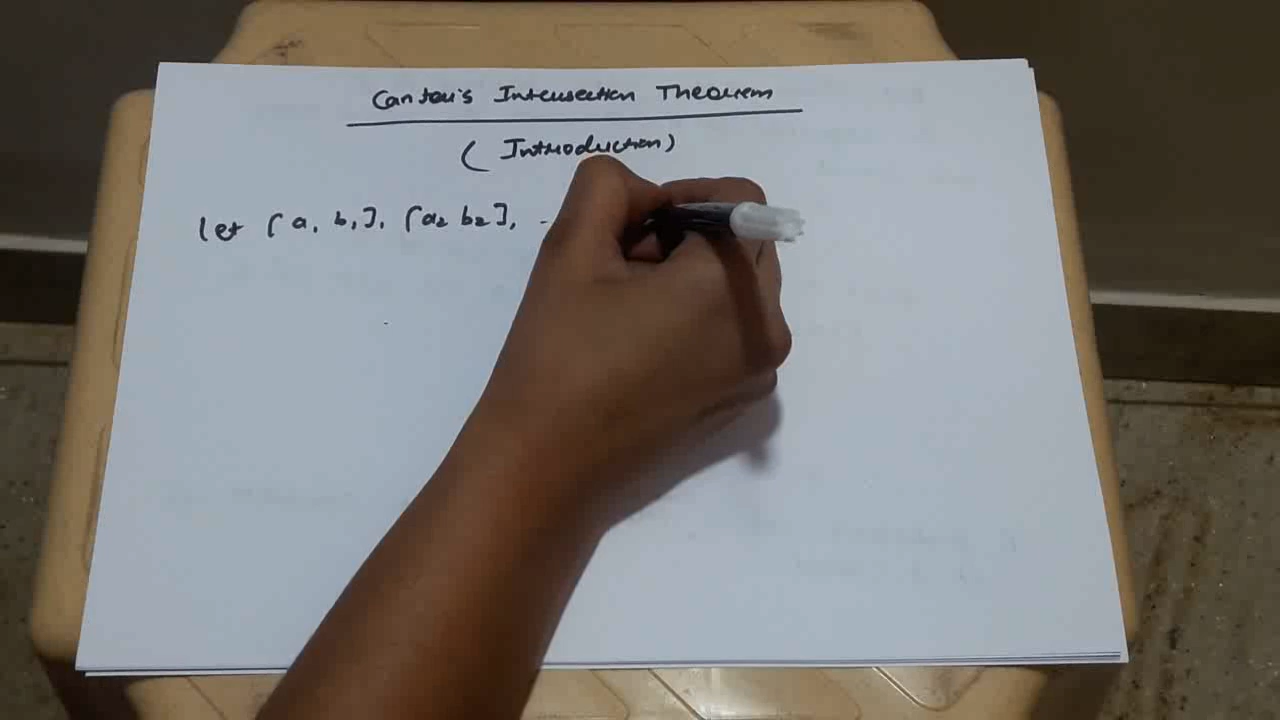 Cantor's Intersection Theorem
(Introduction)
let [a₁ b₁], [a₂ b₂], -